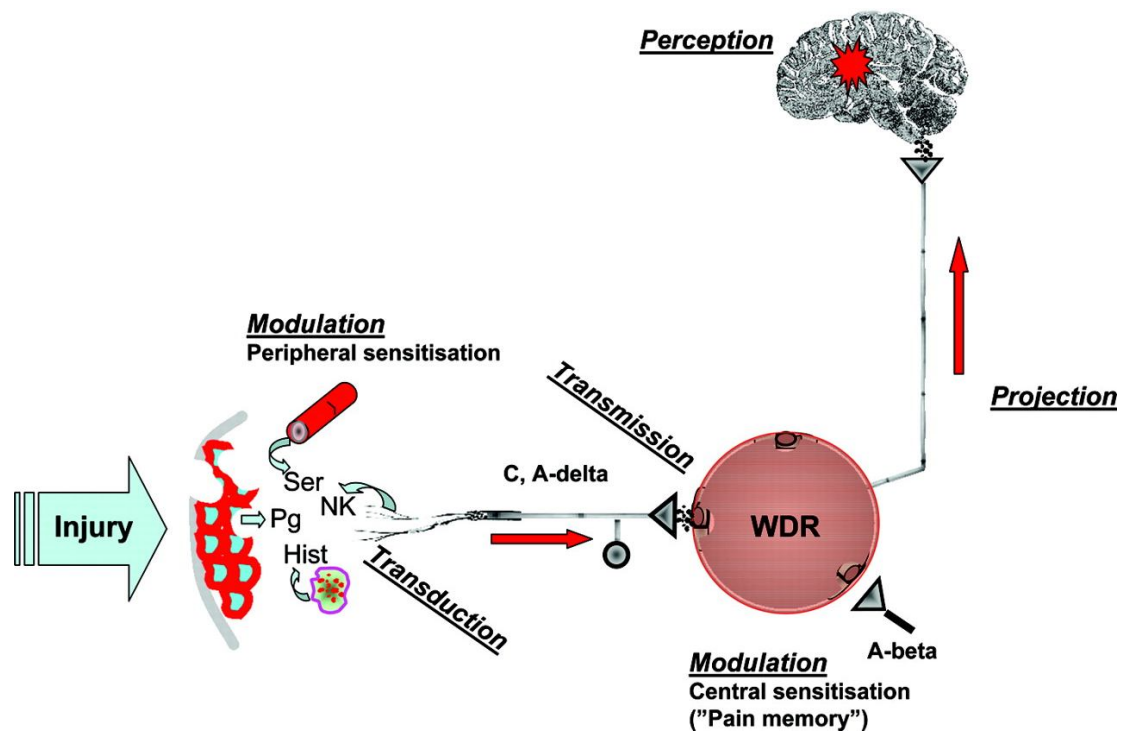 Perception
Modulation
Peripheral sensitisation
Transmission
Projection
Injury
Ser
NK
Pg
Hist
C, A-delta
WDR
Transduction
A-beta
Modulation
Central sensitisation
(”Pain memory”)